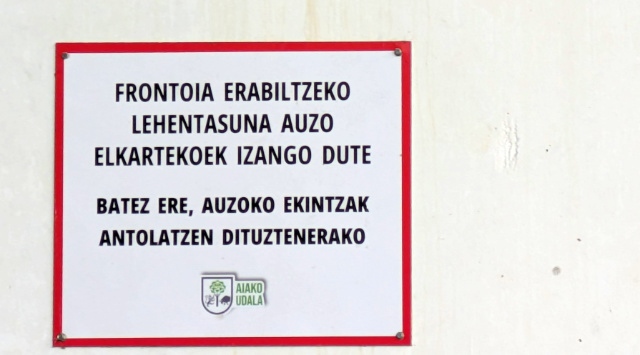 FRONTOIA ERABILTZEKO
LEHENTASUNA AUZO
ELKARTEKOEK IZANGO DUTE
BATEZ ERE, AUZOKO EKINTZAK
ANTOLATZEN DITUZTENERAKO
AIAKO
UDALA